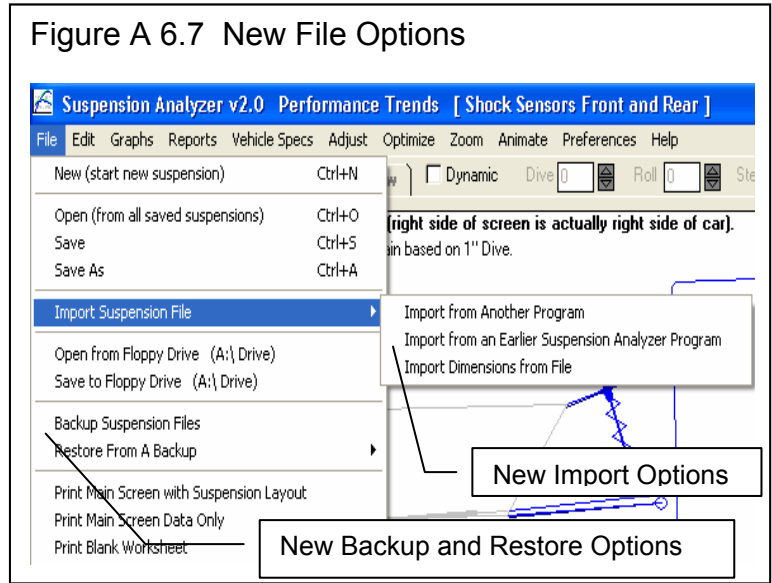 Figure A 6.7 New File Options
Suspension Analyzer v2.0 Performance Trends [ Shock Sensors Front and Rear ]
File Edit Graphs Reports Vehicle Specs Adjust Optimize Zoom Animate Preferences Help
New (start new suspension) Ctrl+N
Dynamic Dive 0 Roll 0
Open (from all saved suspensions) Ctrl+O
(right side of screen is actually right side of car).
Save Ctrl+S
based on 1" Dive.
Save As Ctrl+A
Import Suspension File
Import from Another Program
Import from an Earlier Suspension Analyzer Program
Import Dimensions from File
Open from Floppy Drive (A:\ Drive)
Save to Floppy Drive (A:\ Drive)
Backup Suspension Files
Restore From A Backup
New Import Options
Print Main Screen with Suspension Layout
Print Main Screen Data Only
Print Blank Worksheet
New Backup and Restore Options